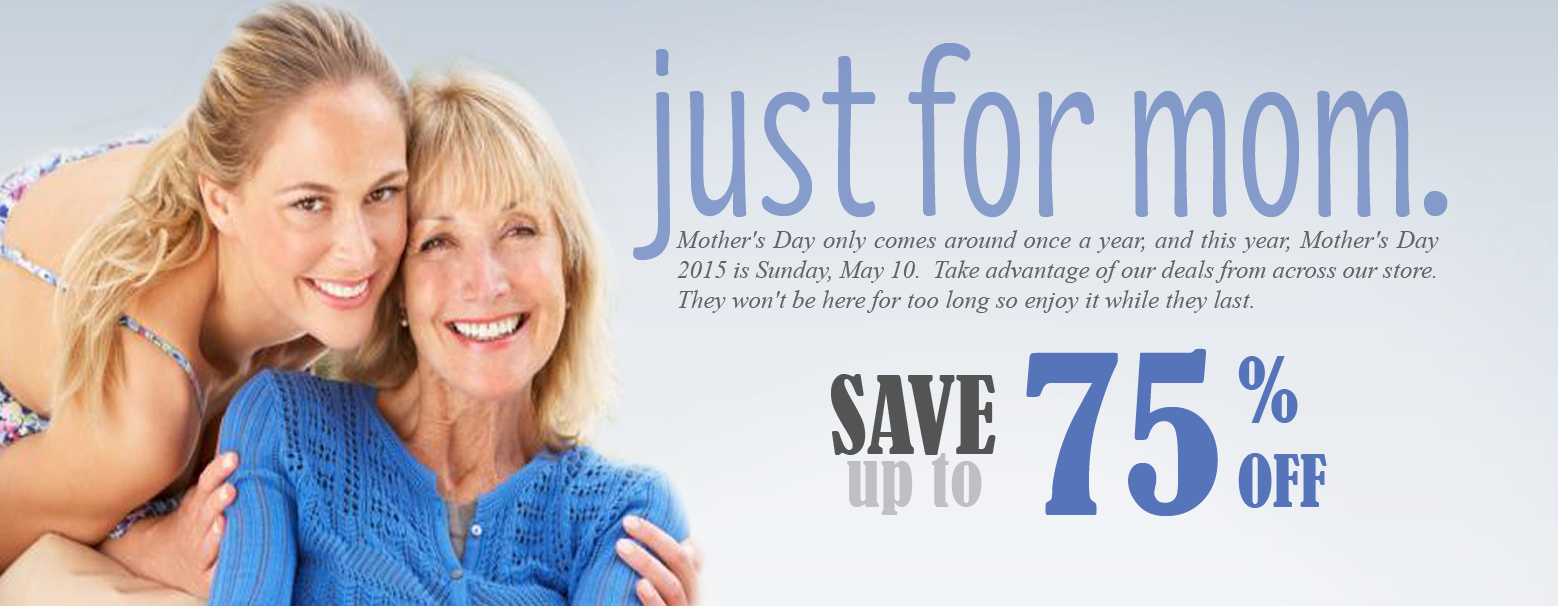 just for mom.
Mother's Day only comes around once a year, and this year, Mother's Day
2015 is Sunday, May 10.  Take advantage of our deals from across our store.
They won't be here for too long so enjoy it while they last.
SAVE
up to
75
%
OFF